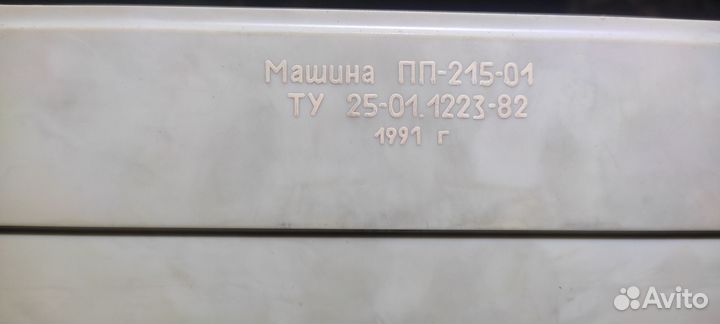 Машина ПП-215-01
ТУ 25-01.1223-82
1991 г
Avito